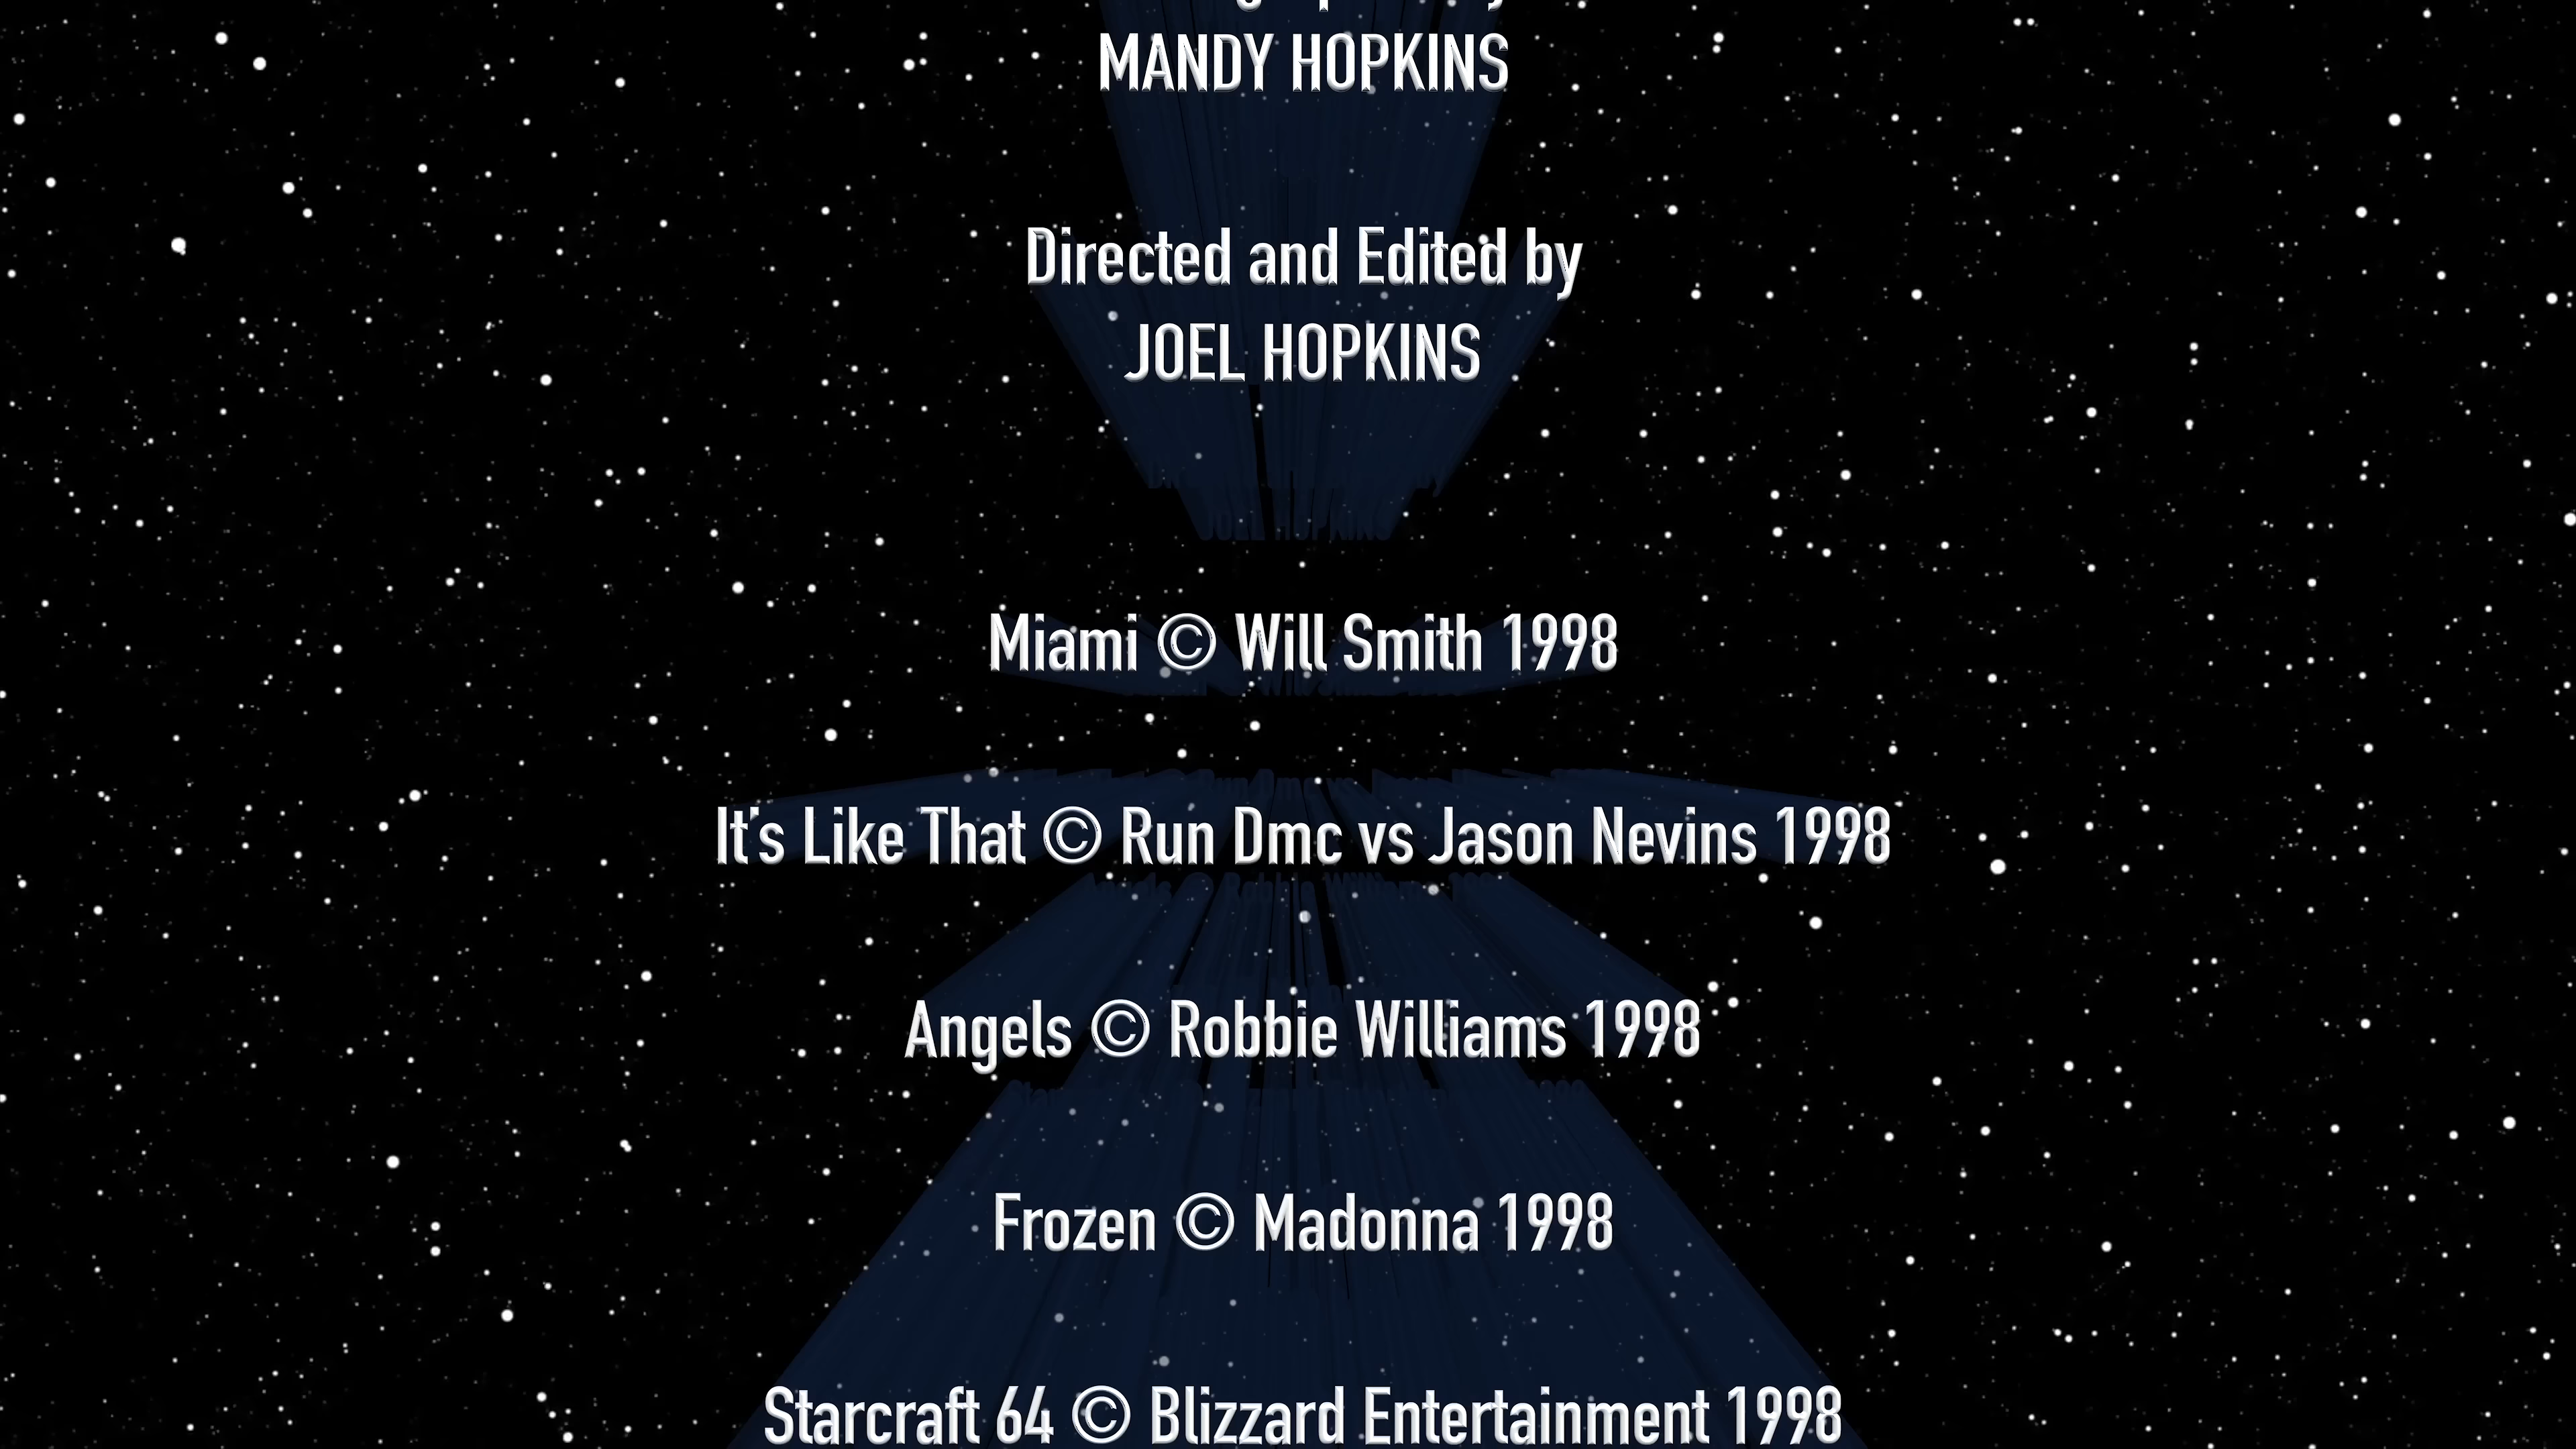 MANDY HOPKINS
Directed and Edited by
JOEL HOPKINS
Miami © Will Smith 1998
It's Like That © Run Dmc vs Jason Nevins 1998
Angels © Robbie Williams 1998
Frozen © Madonna 1998
Starcraft 64 © Blizzard Entertainment 1998